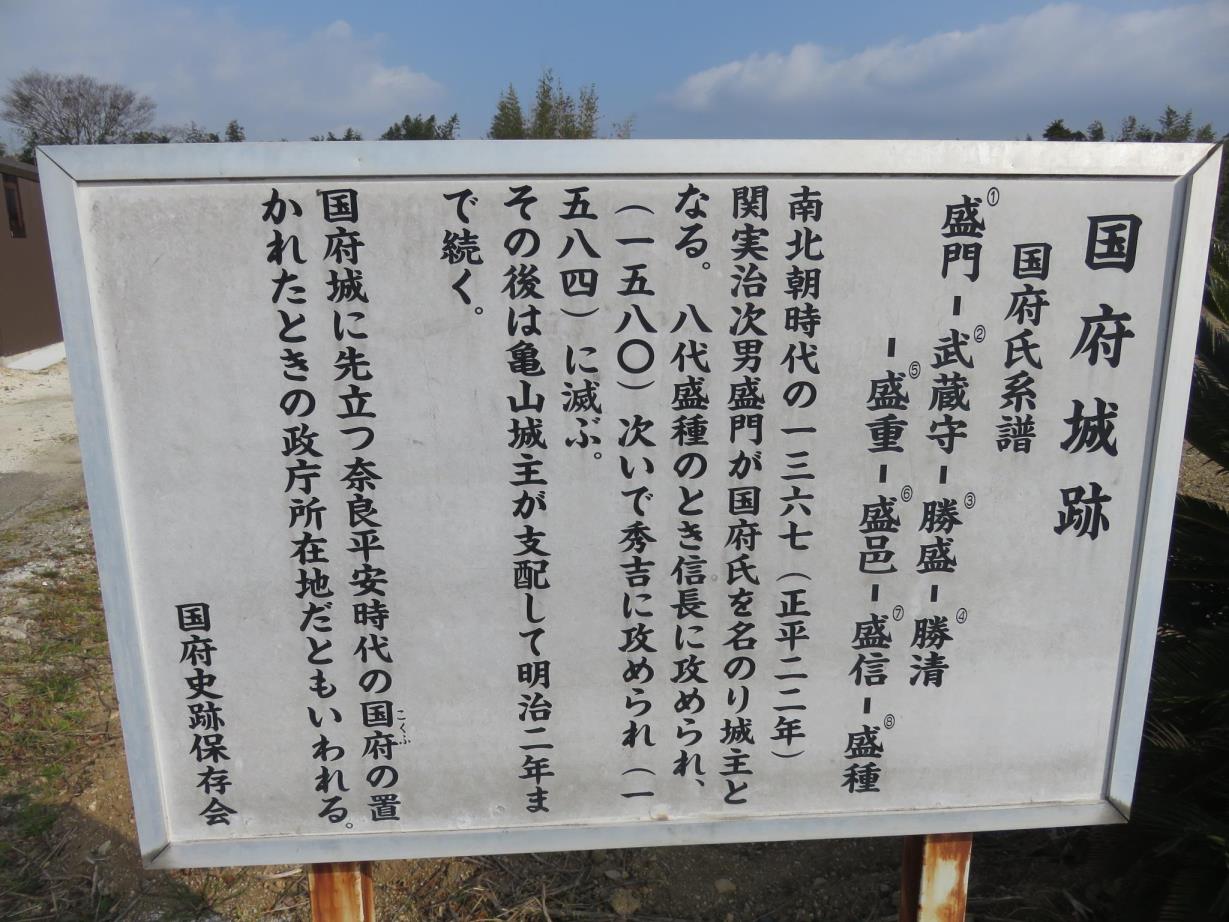 国府城跡
国府氏系譜
①盛門－②武蔵守－③勝盛－④勝清
－⑤盛重－⑥盛邑－⑦盛信－⑧盛種
南北朝時代の一三六七（正平二二年）
関実治次男盛門が国府氏を名のり城主と
なる。八代盛種のとき信長に攻められ、
（一五八〇）次いで秀吉に攻められ（一
五八四）に滅ぶ。
その後は亀山城主が支配して明治二年ま
で続く。
国府城に先立つ奈良平安時代の国府の置
こくふ
かれたときの政庁所在地だともいわれる。
国府史跡保存会